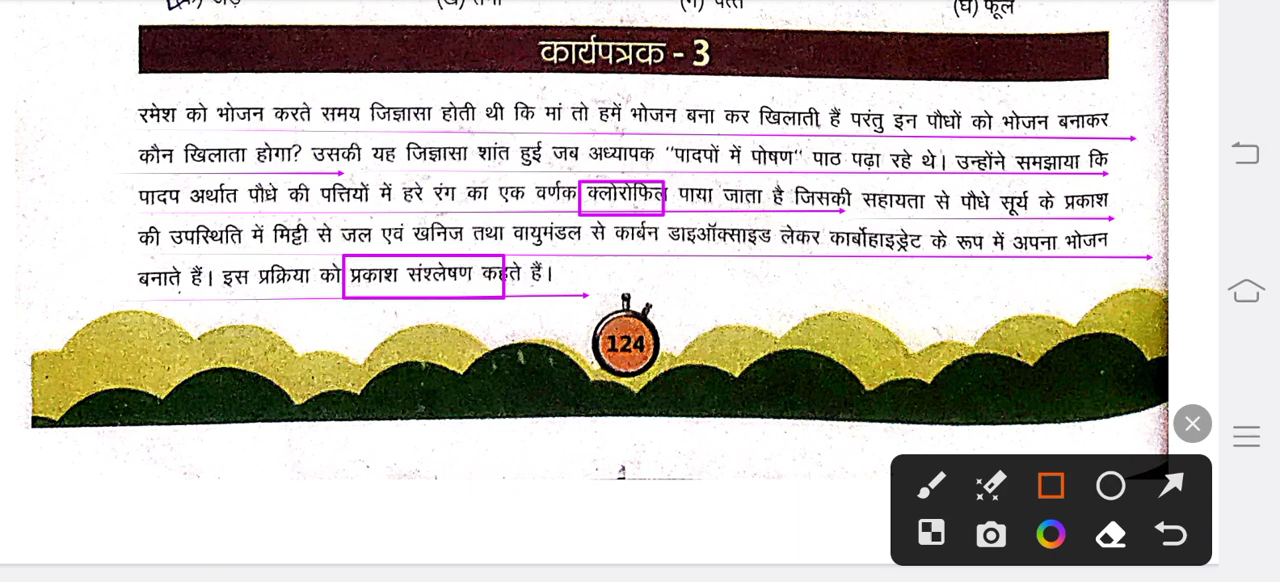 (घ) फूल
कार्यपत्रक - 3
रमेश को भोजन करते समय जिज्ञासा होती थी कि मां तो हमें भोजन बना कर खिलाती हैं परंतु इन पौधों को भोजन बनाकर
कौन खिलाता होगा? उसकी यह जिज्ञासा शांत हुई जब अध्यापक "पादपों में पोषण" पाठ पढ़ा रहे थे। उन्होंने समझाया कि
पादप अर्थात पौधे की पत्तियों में हरे रंग का एक वर्णक क्लोरोफिल पाया जाता है जिसकी सहायता से पौधे सूर्य के प्रकाश
की उपस्थिति में मिट्टी से जल एवं खनिज तथा वायुमंडल से कार्बन डाइऑक्साइड लेकर कार्बोहाइड्रेट के रूप में अपना भोजन
बनाते हैं। इस प्रक्रिया को प्रकाश संश्लेषण कहते हैं।
124